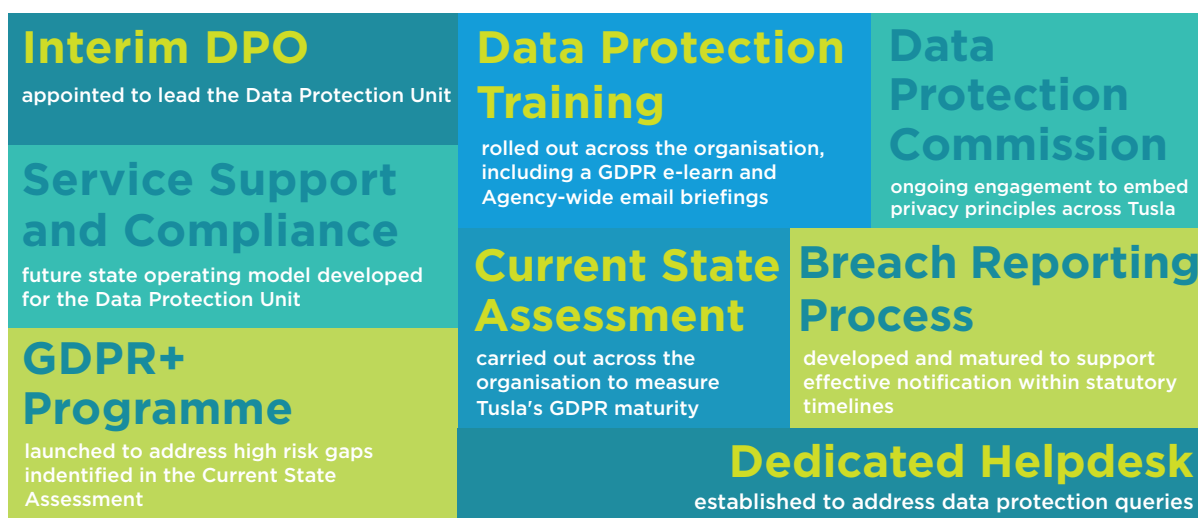 Interim DPO
appointed to lead the Data Protection Unit
Service Support
and Compliance
future state operating model developed
for the Data Protection Unit
GDPR+
Programme
launched to address high risk gaps
indentified in the Current State
Assessment
Data Protection
Training
rolled out across the organisation,
including a GDPR e-learn and
Agency-wide email briefings
Data
Protection
Commission
ongoing engagement to embed
privacy principles across Tusla
Current State
Assessment
carried out across the
organisation to measure
Tusla's GDPR maturity
Breach Reporting
Process
developed and matured to support
effective notification within statutory
timelines
Dedicated Helpdesk
established to address data protection queries